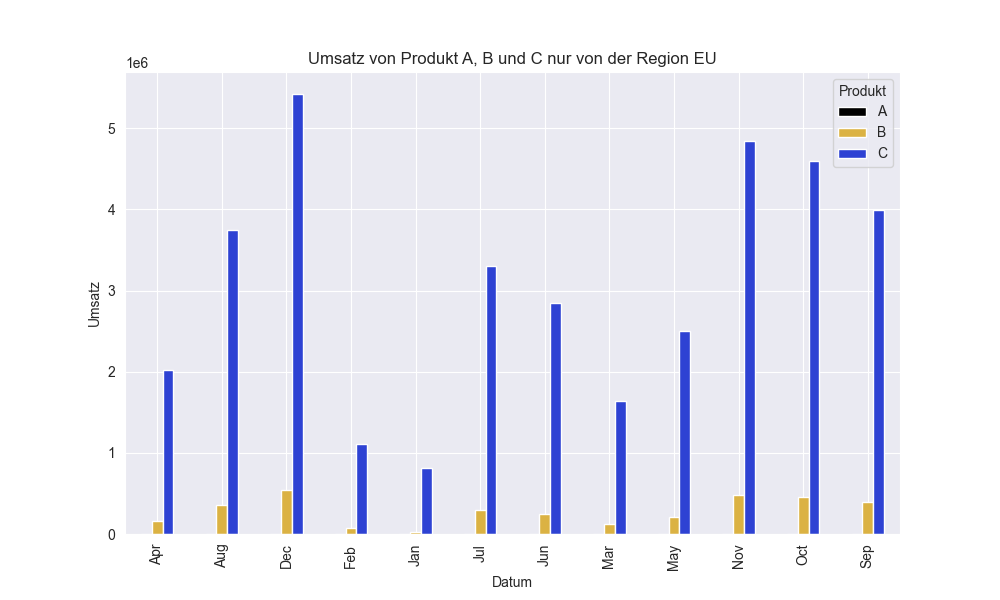 Umsatz von Produkt A, B und C nur von der Region EU
1e6
Produkt
A
B
C
5
4
3
2
1
0
Umsatz
Apr
Aug
Dec
Feb
Jan
Jul
Jun
Mar
May
Nov
Oct
Sep
Datum